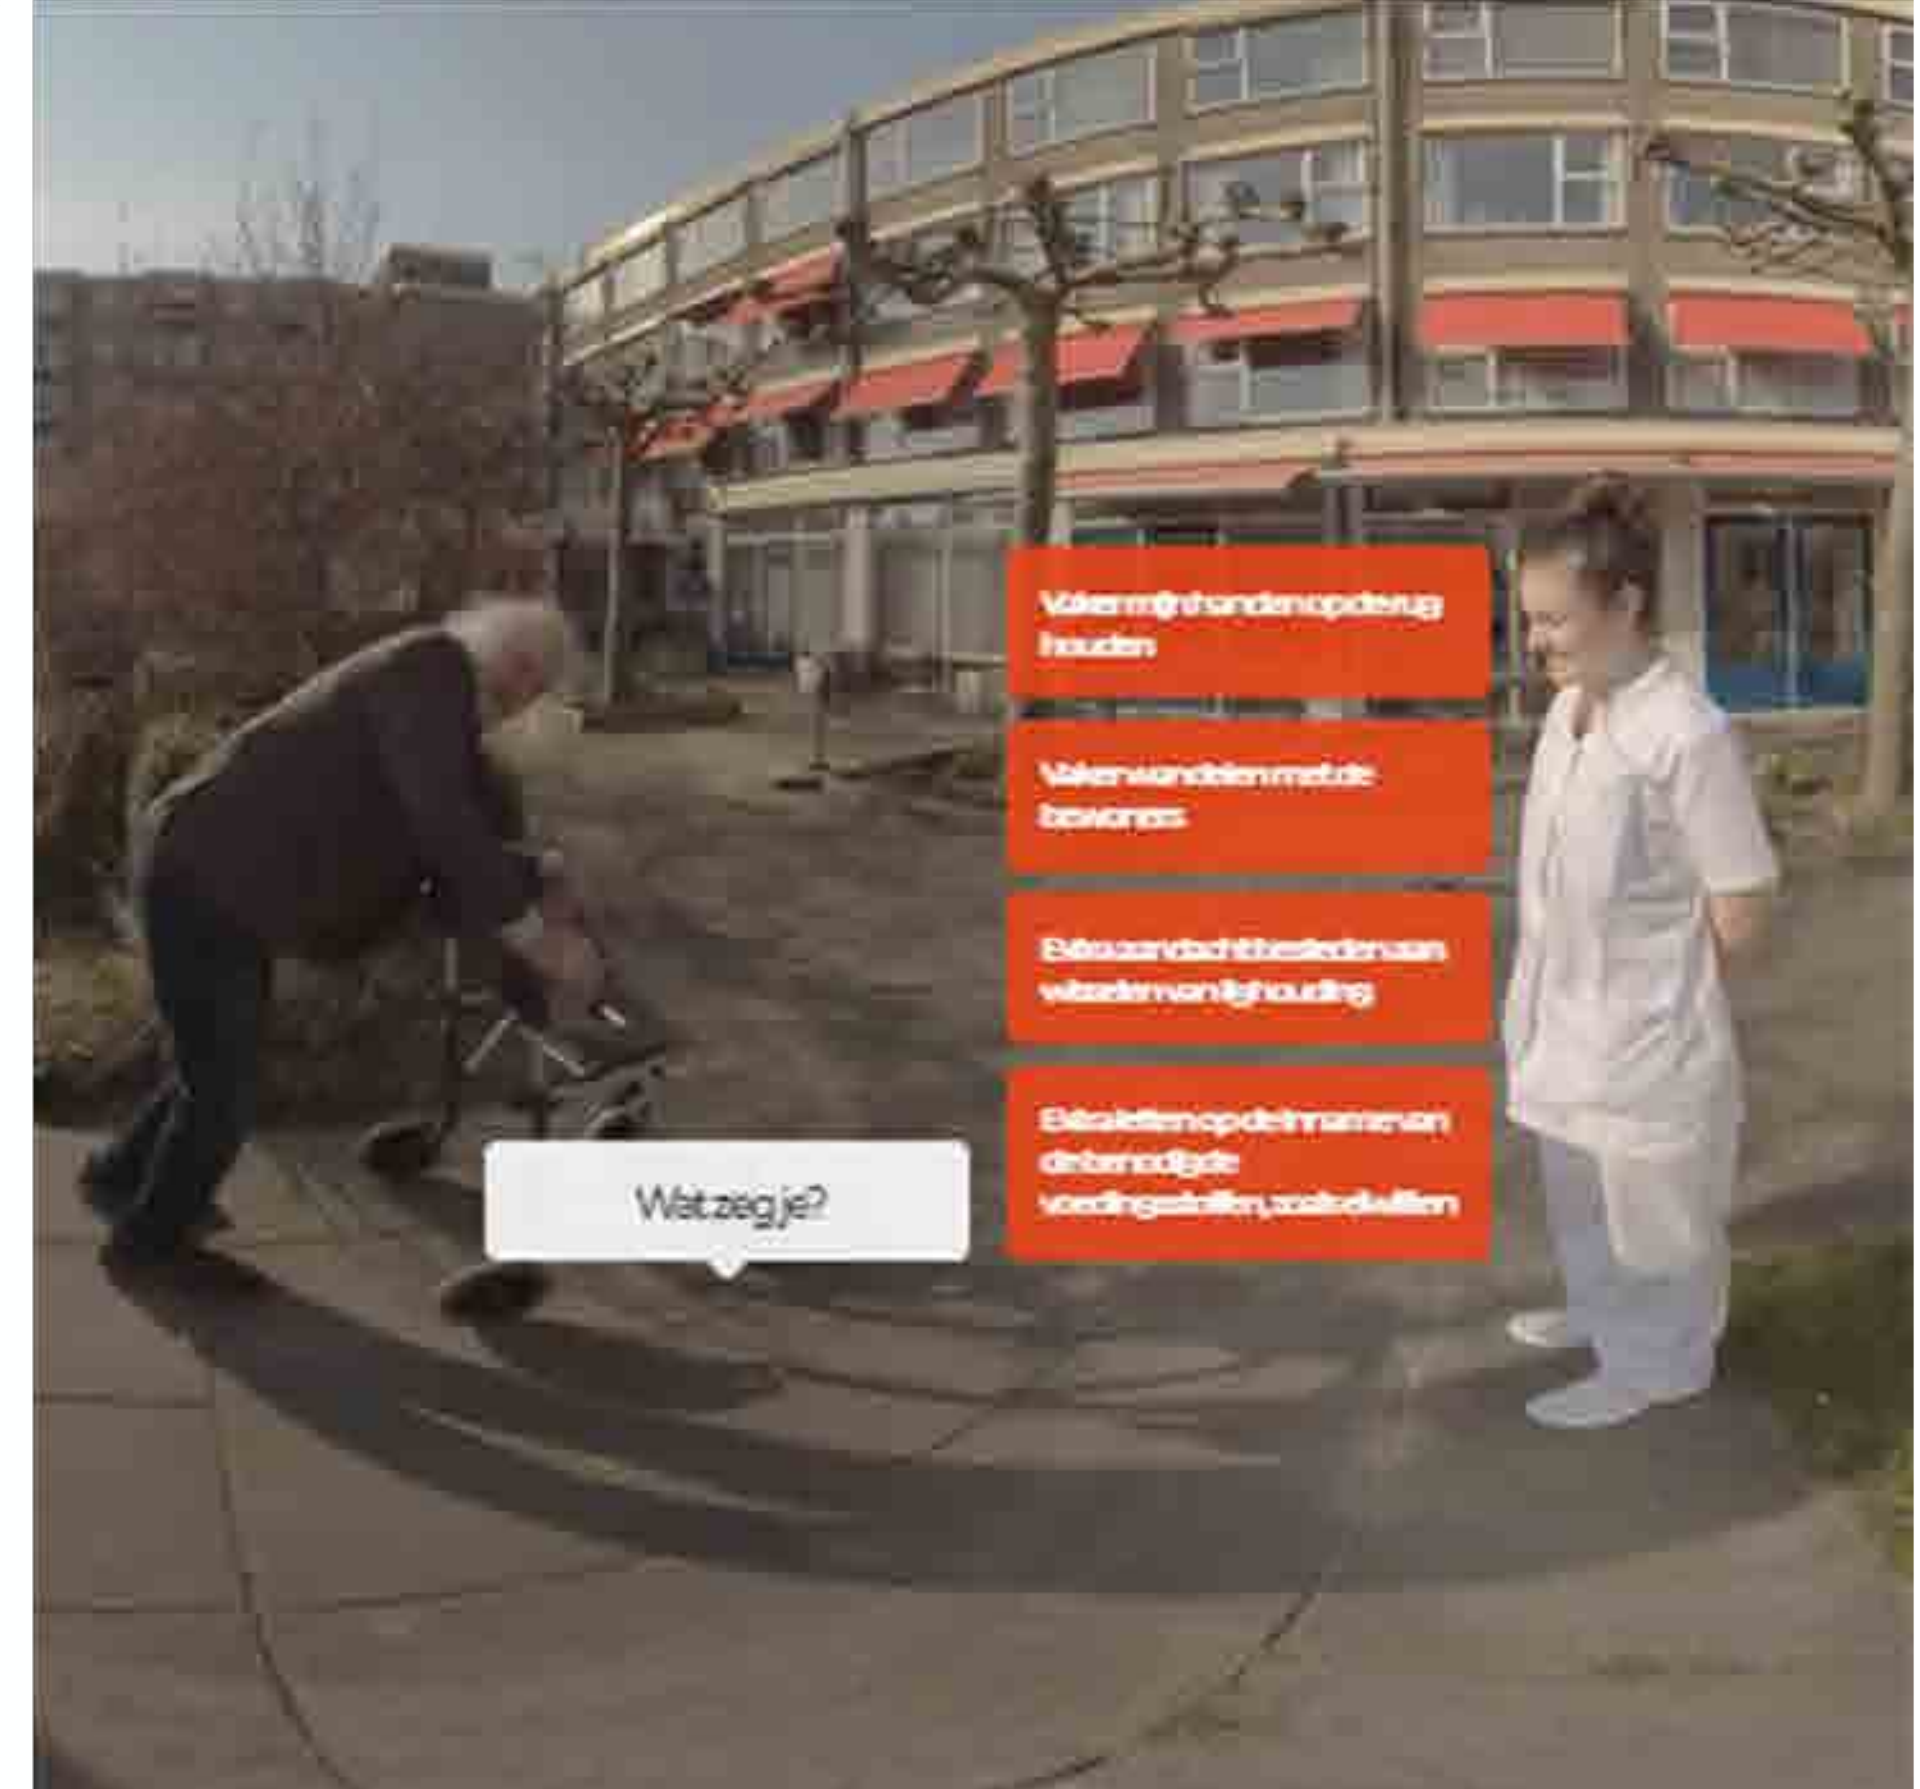 Vaker mijn handen op de rug
houden
Vaker wandelen met de
bewoners
Extra aandacht besteden aan
wisselen van lighouding
Extra letten op de inname van
de benodigde
voedingsstoffen, zoals eiwitten
Wat zeg je?